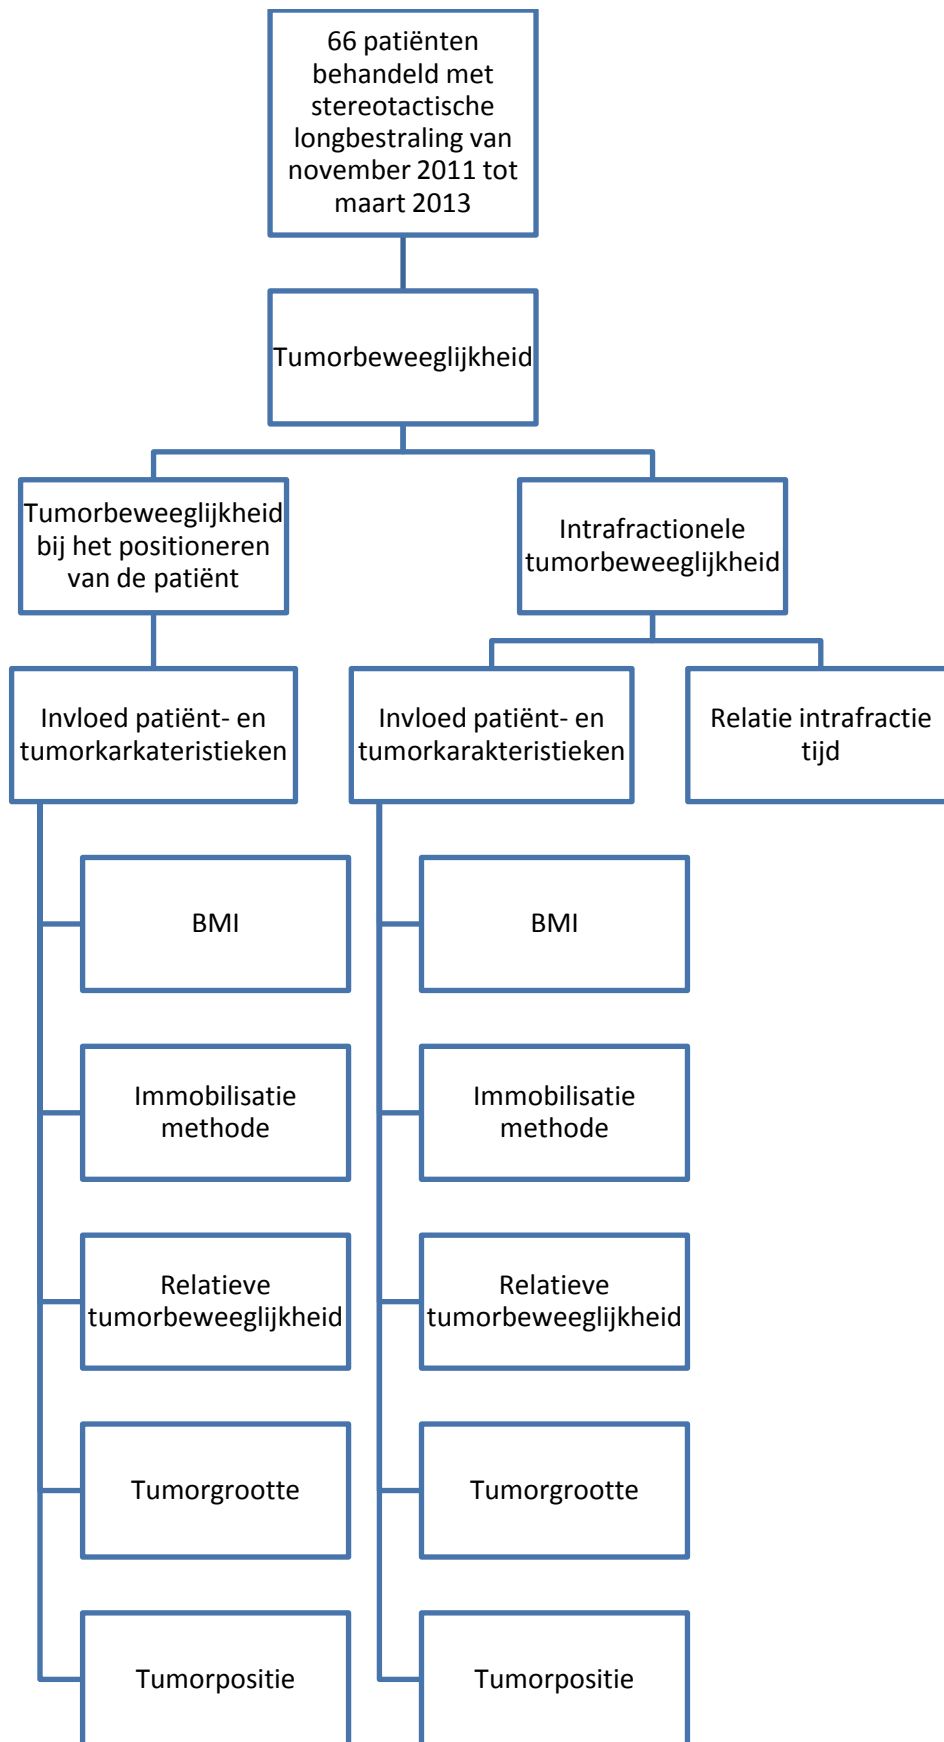 66 patiënten
behandeld met
stereotactische
longbestraling van
november 2011 tot
maart 2013
Tumorbeweeglijkheid
Tumorbeweeglijkheid
bij het positioneren
van de patiënt
Intrafractionele
tumorbeweeglijkheid
Invloed patiënt- en
tumorkarkateristieken
Invloed patiënt- en
tumorkarakteristieken
Relatie intrafractie
tijd
BMI
BMI
Immobilisatie
methode
Immobilisatie
methode
Relatieve
tumorbeweeglijkheid
Relatieve
tumorbeweeglijkheid
Tumorgrootte
Tumorgrootte
Tumorpositie
Tumorpositie